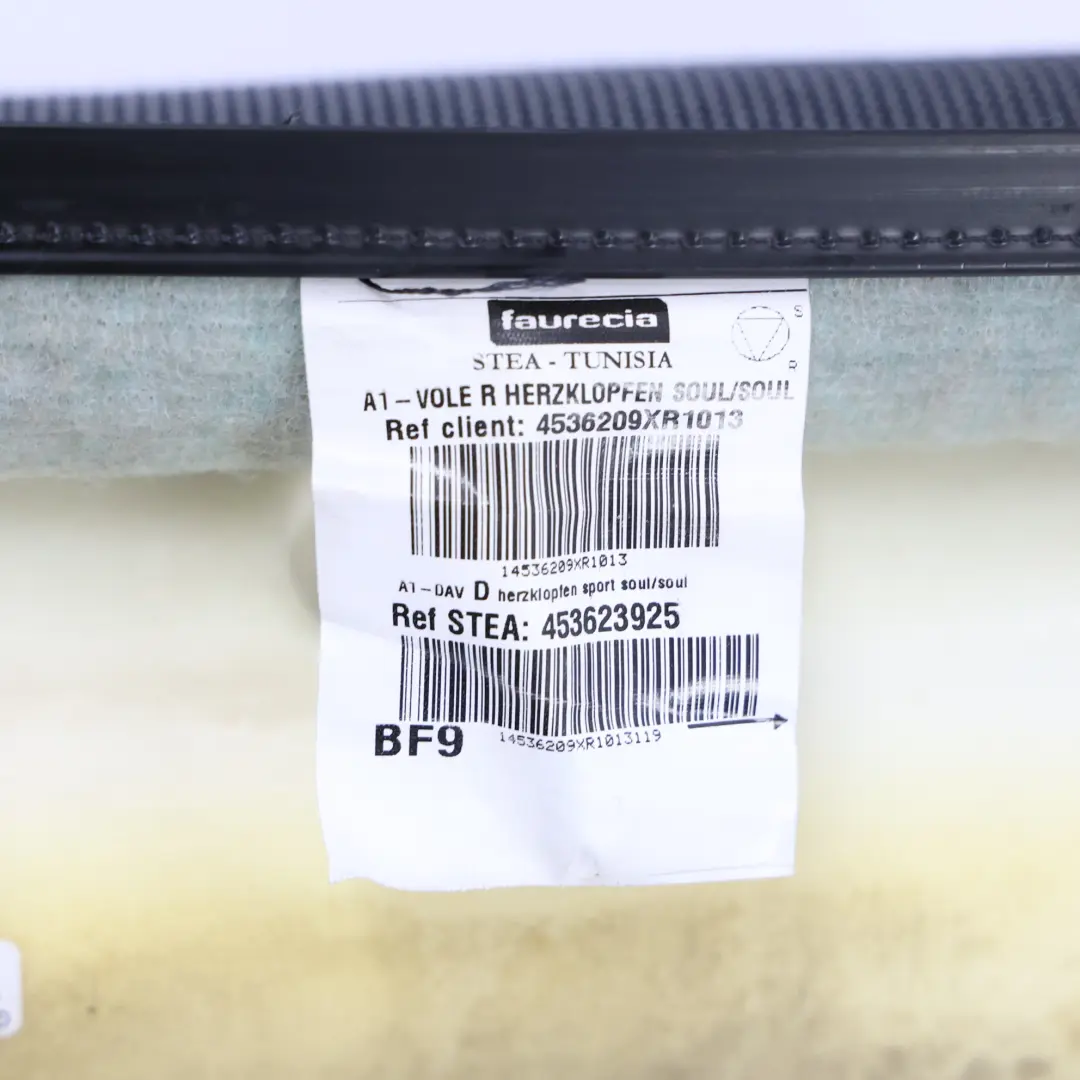 faurecia
STEA - TUNISIA
S
R
A1 - VOLE R HERZKLOPFEN SOUL/SOUL
Ref client: 4536209XR1013
14536209XR1013
A1 - DAV D herzklopfen sport soul/soul
Ref STEA: 453623925
14536209XR1013119
BF9